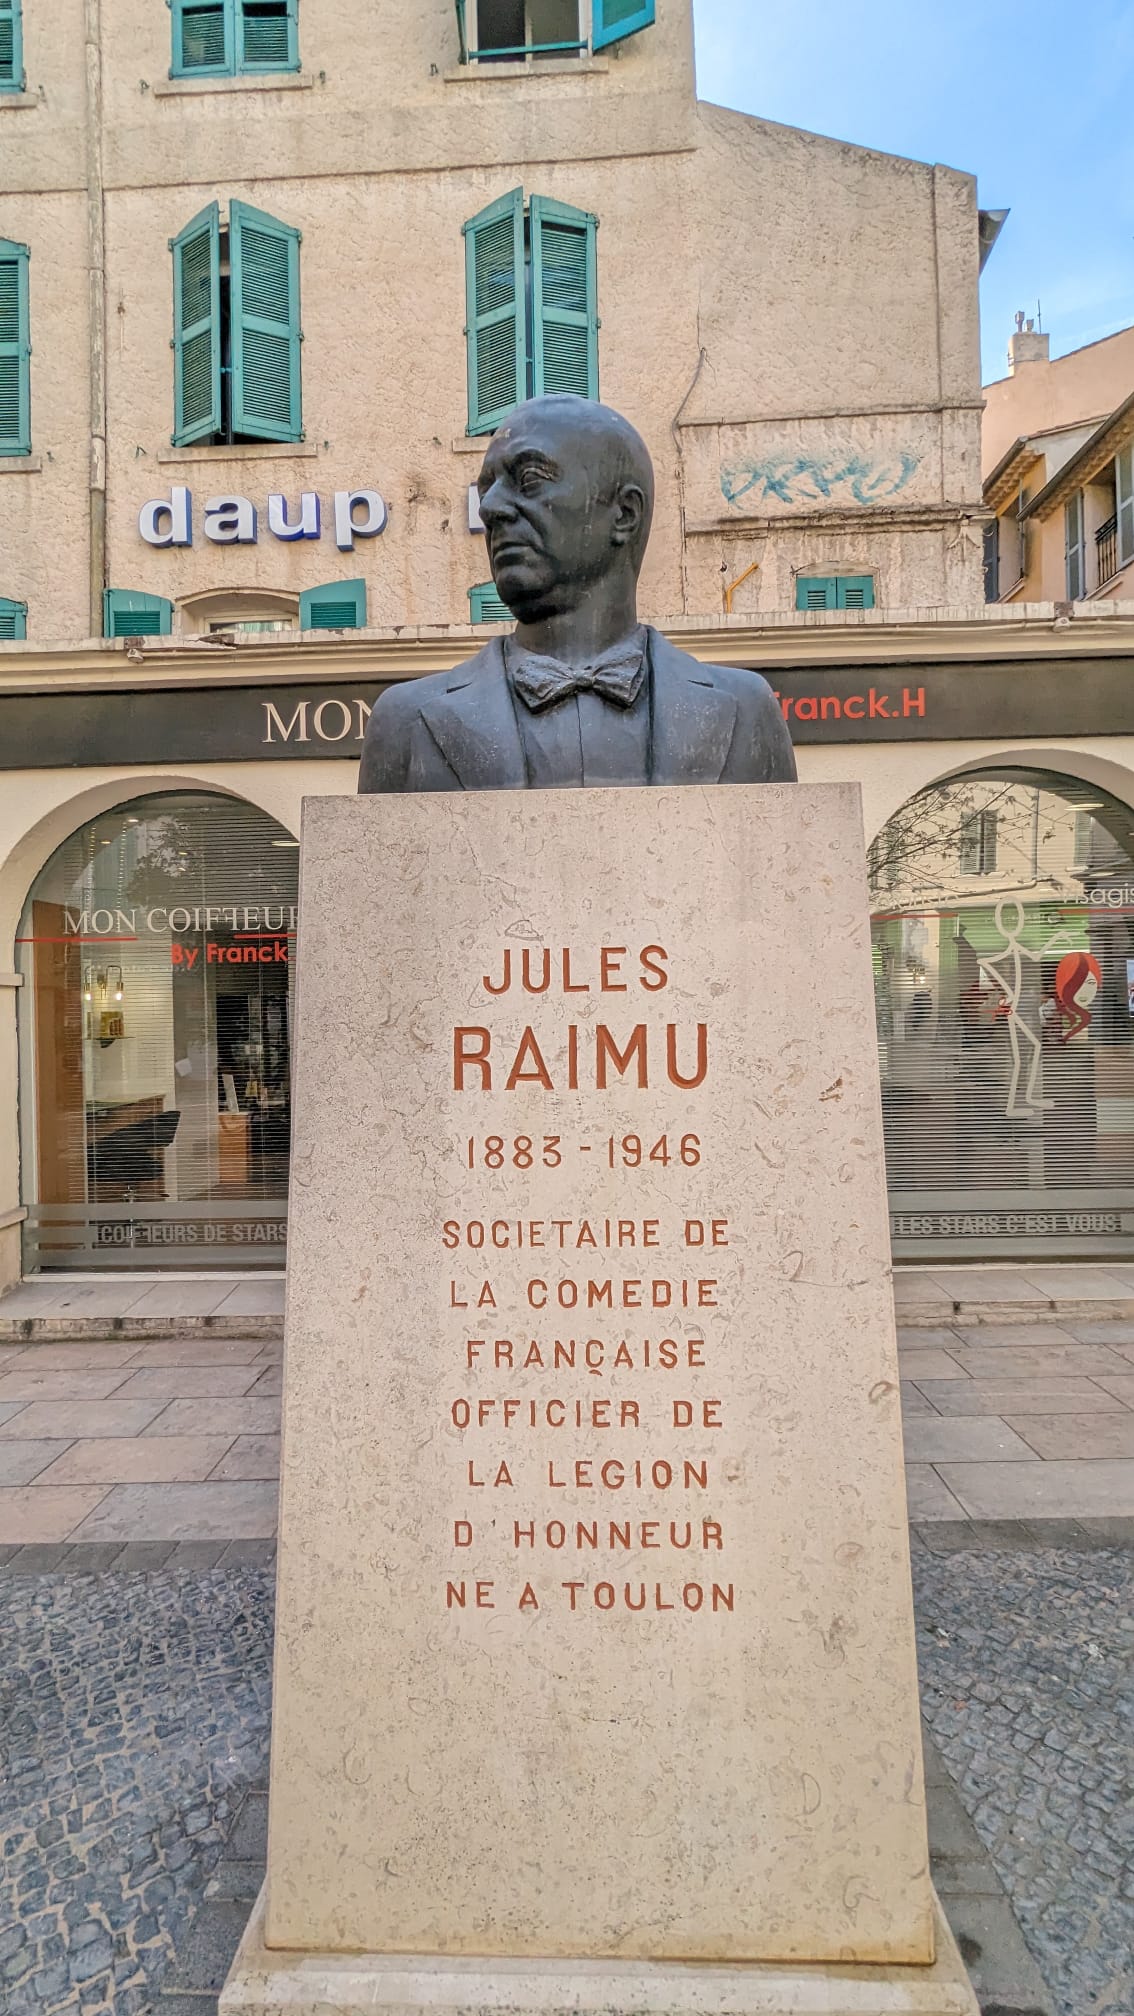 daup
MON
Franck.H
MON COIFFEUR
By Franck
COIFFEURS DE STARS
LES STARS C'EST VOUS
JULES
RAIMU
1883 - 1946
SOCIETAIRE DE
LA COMEDIE
FRANÇAISE
OFFICIER DE
LA LEGION
D'HONNEUR
NE A TOULON